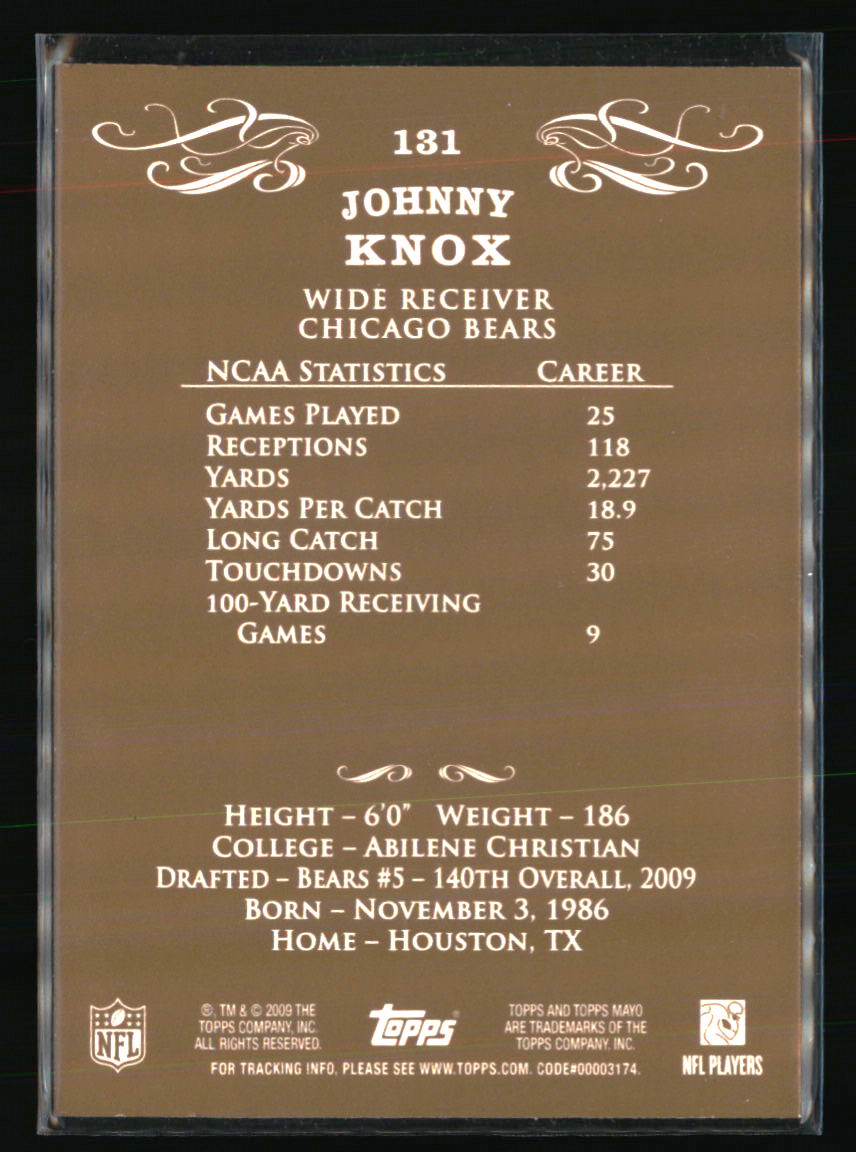 131
JOHNNY
KNOX
WIDE RECEIVER
CHICAGO BEARS
NCAA STATISTICS CAREER
GAMES PLAYED 25
RECEPTIONS 118
YARDS 2,227
YARDS PER CATCH 18.9
LONG CATCH 75
TOUCHDOWNS 30
100-YARD RECEIVING
GAMES 9
HEIGHT – 6'0" WEIGHT – 186
COLLEGE – ABILENE CHRISTIAN
DRAFTED – BEARS #5 – 140TH OVERALL, 2009
BORN – NOVEMBER 3, 1986
HOME – HOUSTON, TX
NFL
®, TM & © 2009 THE
TOPPS COMPANY, INC.
ALL RIGHTS RESERVED.
Topps®
TOPPS AND TOPPS MAYO
ARE TRADEMARKS OF THE
TOPPS COMPANY, INC.
NFL PLAYERS
FOR TRACKING INFO, PLEASE SEE WWW.TOPPS.COM. CODE#00003174.